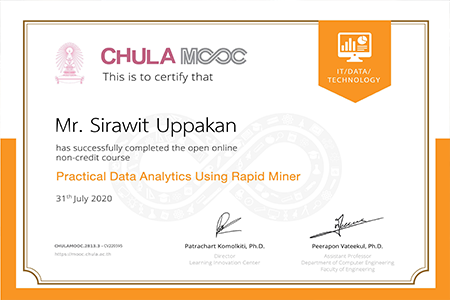 CHULA MOOC
This is to certify that
IT/DATA/
TECHNOLOGY
Mr. Sirawit Uppakan
has successfully completed the open online
non-credit course
Practical Data Analytics Using Rapid Miner
31st July 2020
CHULAMOOC.2813.3 - CV220595
https://mooc.chula.ac.th
Patrachart Komolkiti, Ph.D.
Director
Learning Innovation Center
Peerapon Vateekul, Ph.D.
Assistant Professor
Department of Computer Engineering
Faculty of Engineering